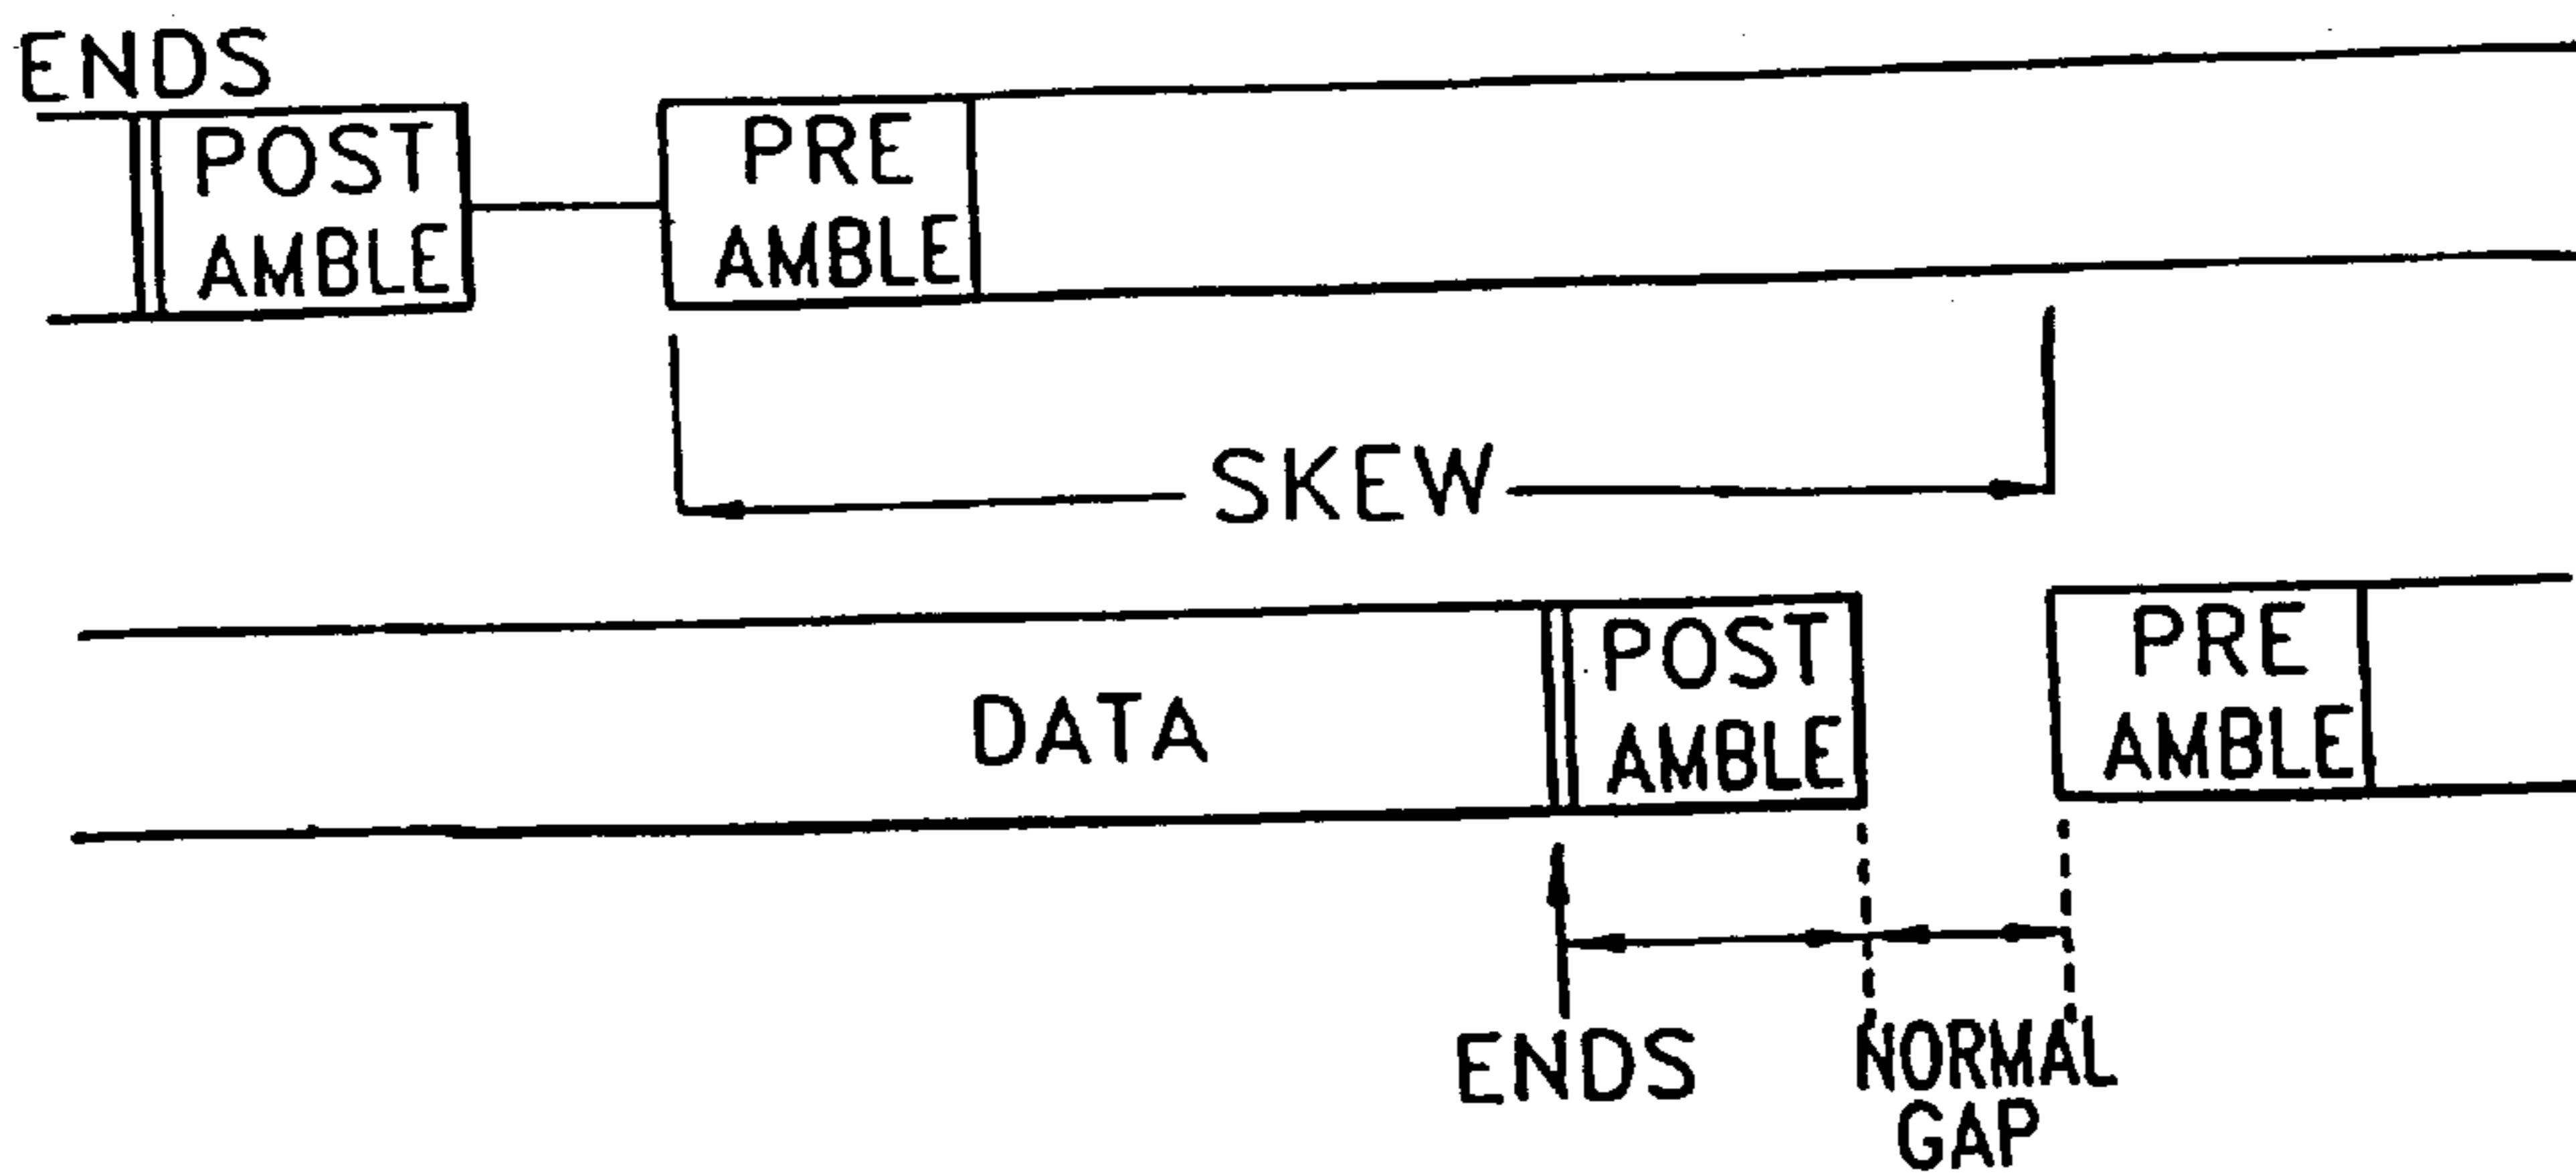 ENDS
POST
AMBLE
PRE
AMBLE
SKEW
DATA
POST
AMBLE
PRE
AMBLE
ENDS
NORMAL
GAP